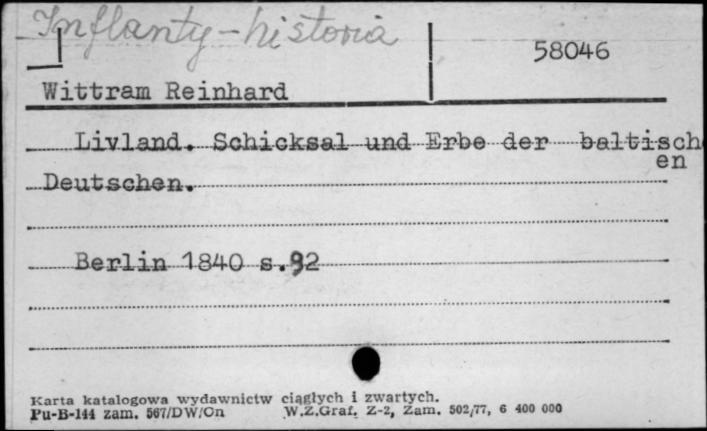 Inflanty - historia
58046
Wittram Reinhard
Livland. Schicksal und Erbe der baltisch
en
Deutschen.
Berlin 1840 s.92
Karta katalogowa wydawnictw ciągłych i zwartych.
Pu-B-144 zam. 567/DW/On W.Z.Graf. Z-2, Zam. 502/77, 6 400 000